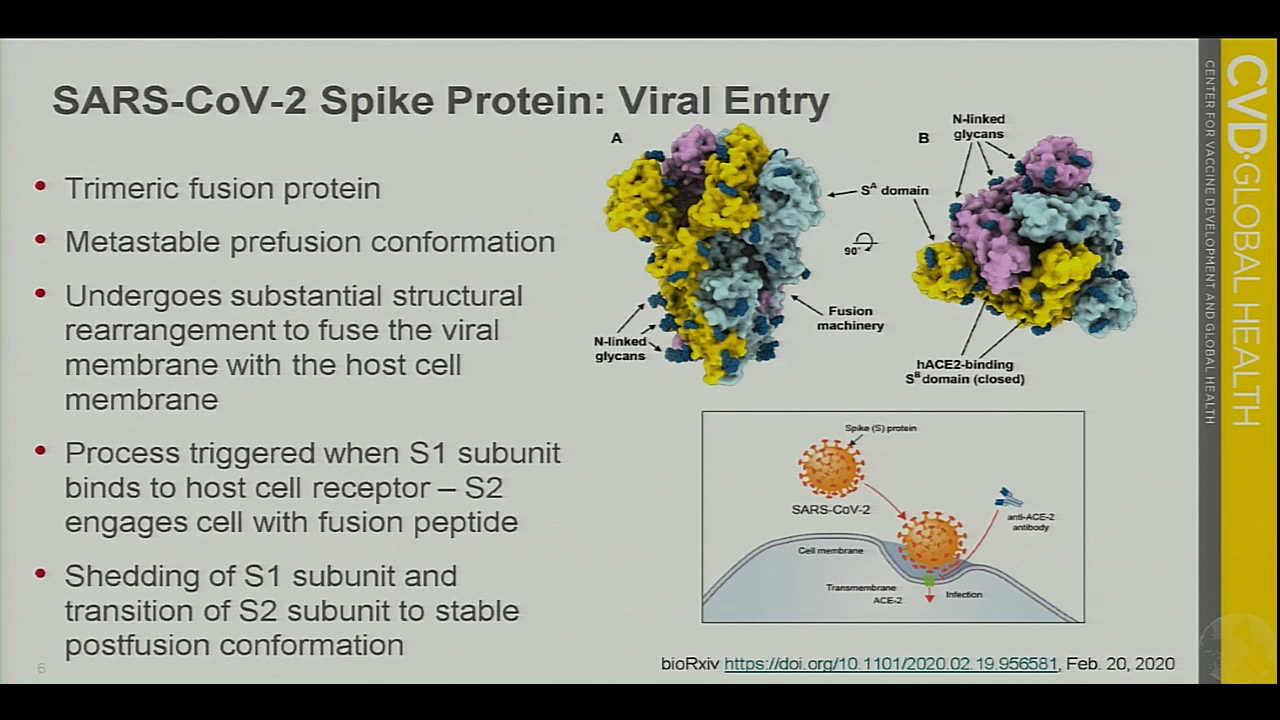 SARS-CoV-2 Spike Protein: Viral Entry
• Trimeric fusion protein
• Metastable prefusion conformation
• Undergoes substantial structural
rearrangement to fuse the viral
membrane with the host cell
membrane
• Process triggered when S1 subunit
binds to host cell receptor – S2
engages cell with fusion peptide
• Shedding of S1 subunit and
transition of S2 subunit to stable
postfusion conformation
6
A
B
N-linked
glycans
Sᴬ domain
90°
Fusion
machinery
N-linked
glycans
hACE2-binding
Sᴮ domain (closed)
Spike (S) protein
SARS-CoV-2
anti-ACE-2
antibody
Cell membrane
Transmembrane
ACE-2
Infection
bioRxiv https://doi.org/10.1101/2020.02.19.956581, Feb. 20, 2020
CENTER FOR VACCINE DEVELOPMENT AND GLOBAL HEALTH
CVD·GLOBAL HEALTH